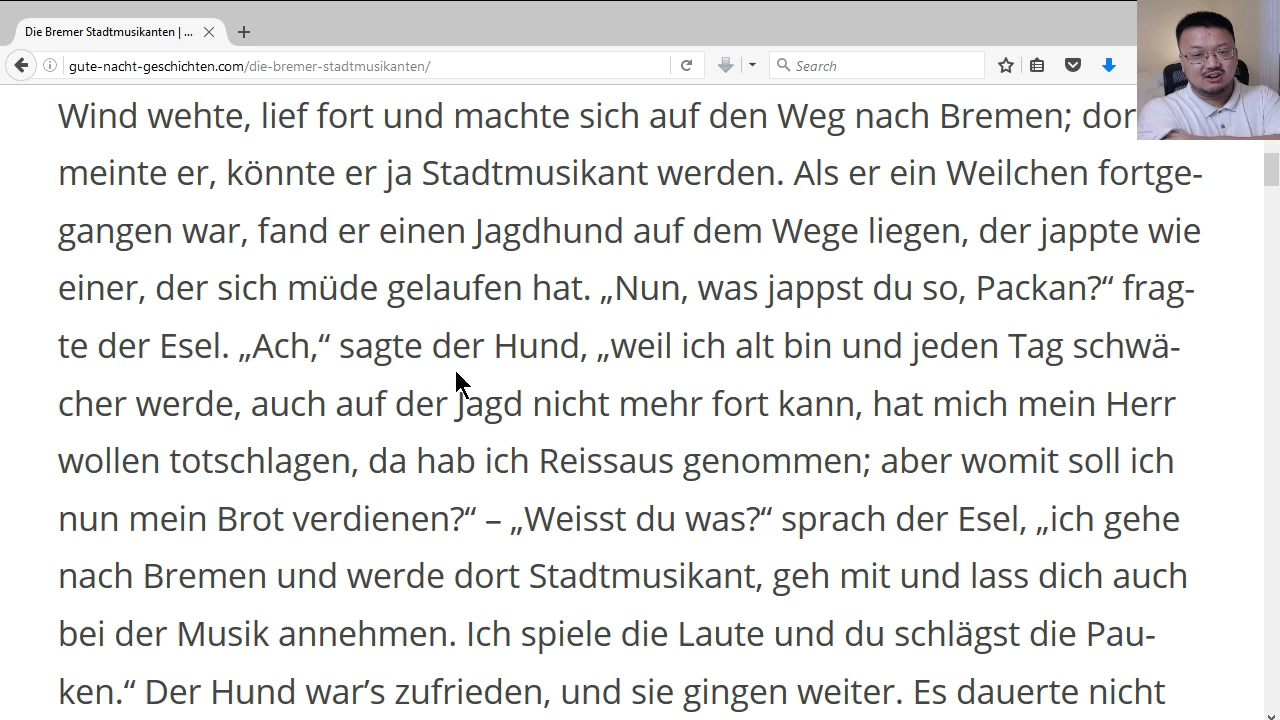 Die Bremer Stadtmusikanten | ...
gute-nacht-geschichten.com/die-bremer-stadtmusikanten/
Search
Wind wehte, lief fort und machte sich auf den Weg nach Bremen;
meinte er, könnte er ja Stadtmusikant werden. Als er ein Weilchen fortge-
gangen war, fand er einen Jagdhund auf dem Wege liegen, der jappte wie
einer, der sich müde gelaufen hat. „Nun, was jappst du so, Packan?“ frag-
te der Esel. „Ach,“ sagte der Hund, „weil ich alt bin und jeden Tag schwä-
cher werde, auch auf der Jagd nicht mehr fort kann, hat mich mein Herr
wollen totschlagen, da hab ich Reissaus genommen; aber womit soll ich
nun mein Brot verdienen?“ – „Weisst du was?“ sprach der Esel, „ich gehe
nach Bremen und werde dort Stadtmusikant, geh mit und lass dich auch
bei der Musik annehmen. Ich spiele die Laute und du schlägst die Pau-
ken.“ Der Hund war’s zufrieden, und sie gingen weiter. Es dauerte nicht